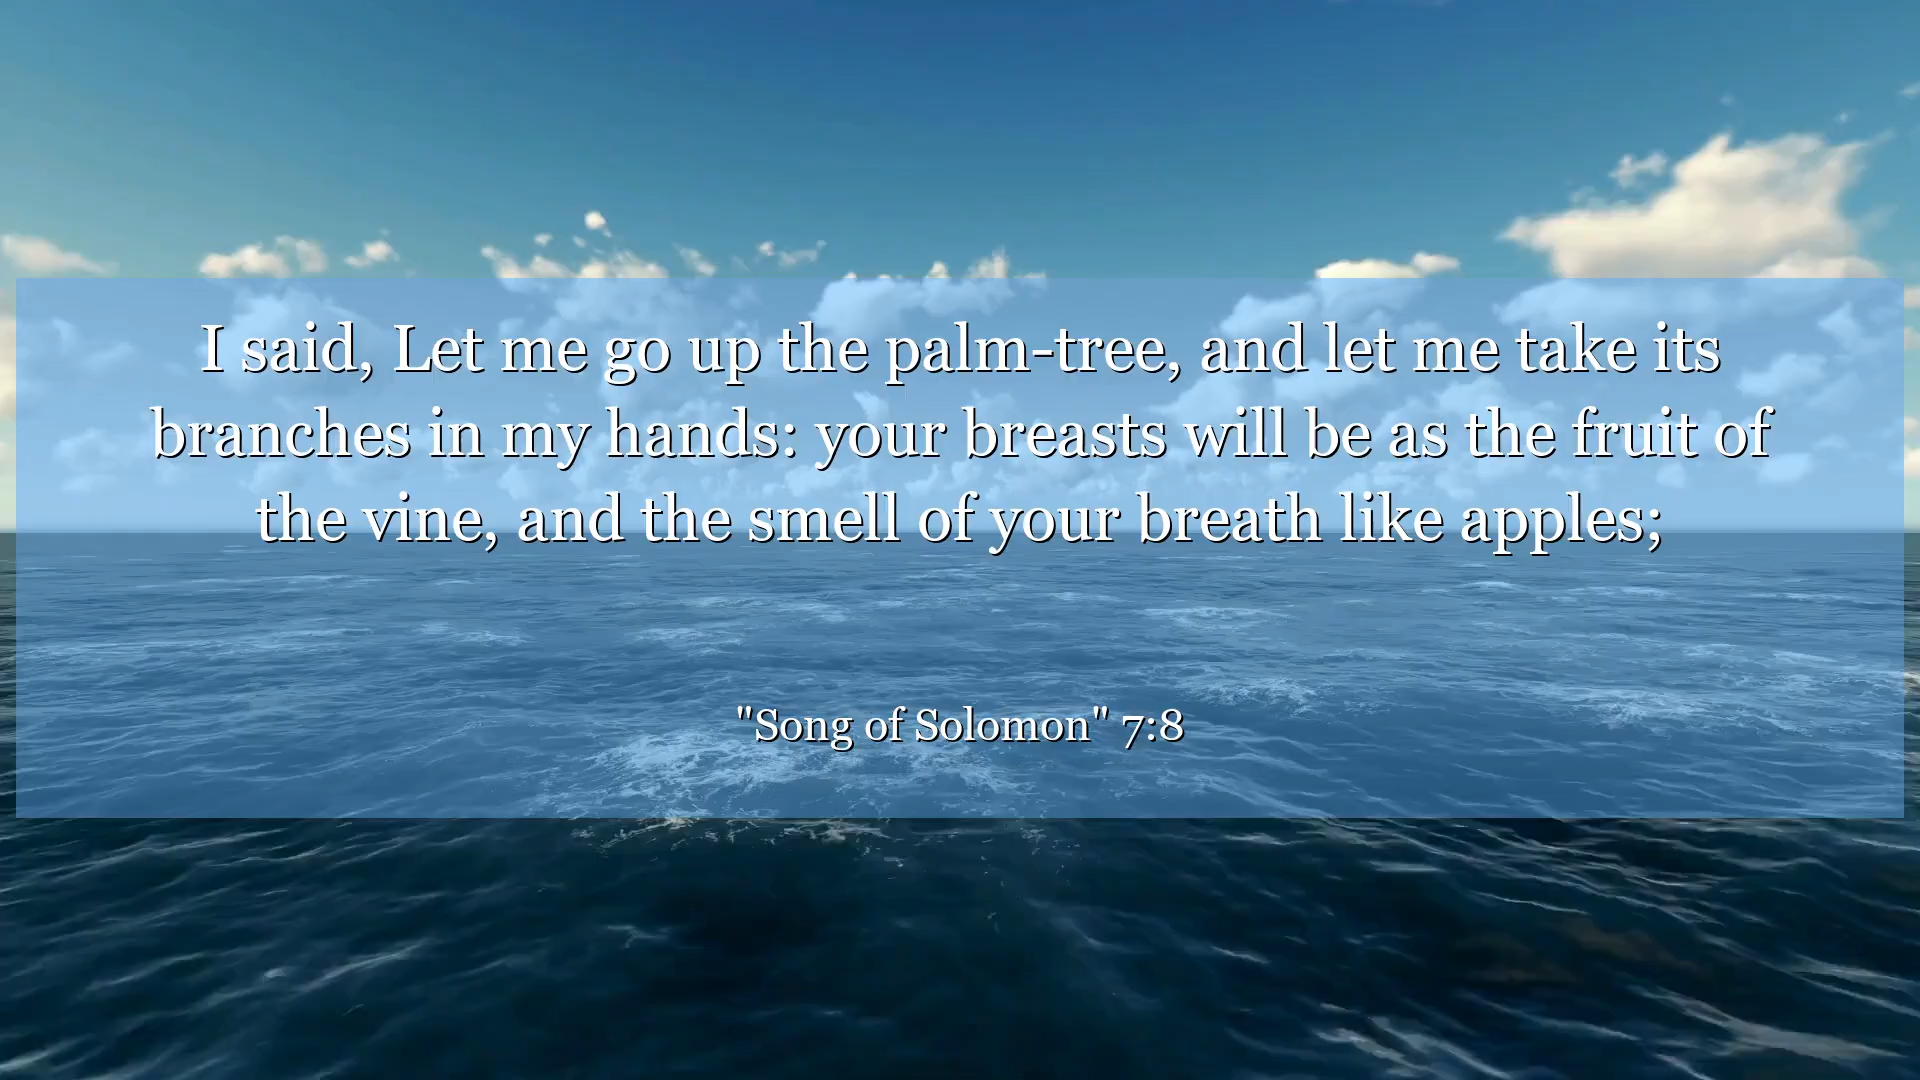 I said, Let me go up the palm-tree, and let me take its
branches in my hands: your breasts will be as the fruit of
the vine, and the smell of your breath like apples;
"Song of Solomon" 7:8